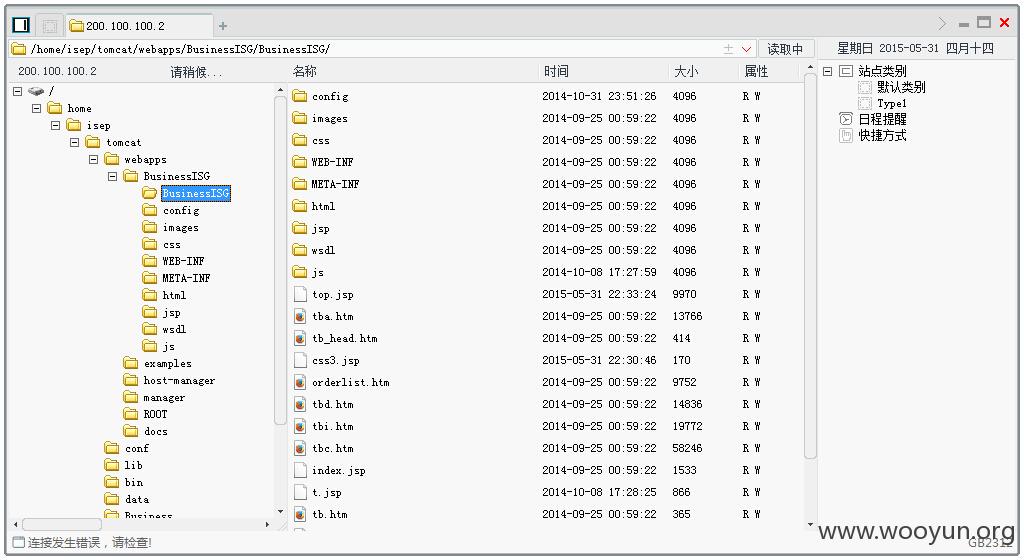 200.100.100.2
/home/isep/tomcat/webapps/BusinessISG/BusinessISG/ 读取中 星期日 2015-05-31 四月十四
200.100.100.2 请稍候...
/
home
isep
tomcat
webapps
BusinessISG
BusinessISG
config
images
css
WEB-INF
META-INF
html
jsp
wsdl
js
examples
host-manager
manager
ROOT
docs
conf
lib
bin
data
Business
名称 时间 大小 属性
config 2014-10-31 23:51:26 4096 R W
images 2014-09-25 00:59:22 4096 R W
css 2014-09-25 00:59:22 4096 R W
WEB-INF 2014-09-25 00:59:22 4096 R W
META-INF 2014-09-25 00:59:22 4096 R W
html 2014-09-25 00:59:22 4096 R W
jsp 2014-09-25 00:59:22 4096 R W
wsdl 2014-09-25 00:59:22 4096 R W
js 2014-10-08 17:27:59 4096 R W
top.jsp 2015-05-31 22:33:24 9970 R W
tba.htm 2014-09-25 00:59:22 13766 R W
tb_head.htm 2014-09-25 00:59:22 414 R W
css3.jsp 2015-05-31 22:30:46 170 R W
orderlist.htm 2014-09-25 00:59:22 9752 R W
tbd.htm 2014-09-25 00:59:22 14836 R W
tbi.htm 2014-09-25 00:59:22 19772 R W
tbc.htm 2014-09-25 00:59:22 58246 R W
index.jsp 2014-09-25 00:59:22 1533 R W
t.jsp 2014-10-08 17:28:25 866 R W
tb.htm 2014-09-25 00:59:22 365 R W
站点类别
默认类别
Type1
日程提醒
快捷方式
连接发生错误，请检查!
GB2312
www.wooyun.org